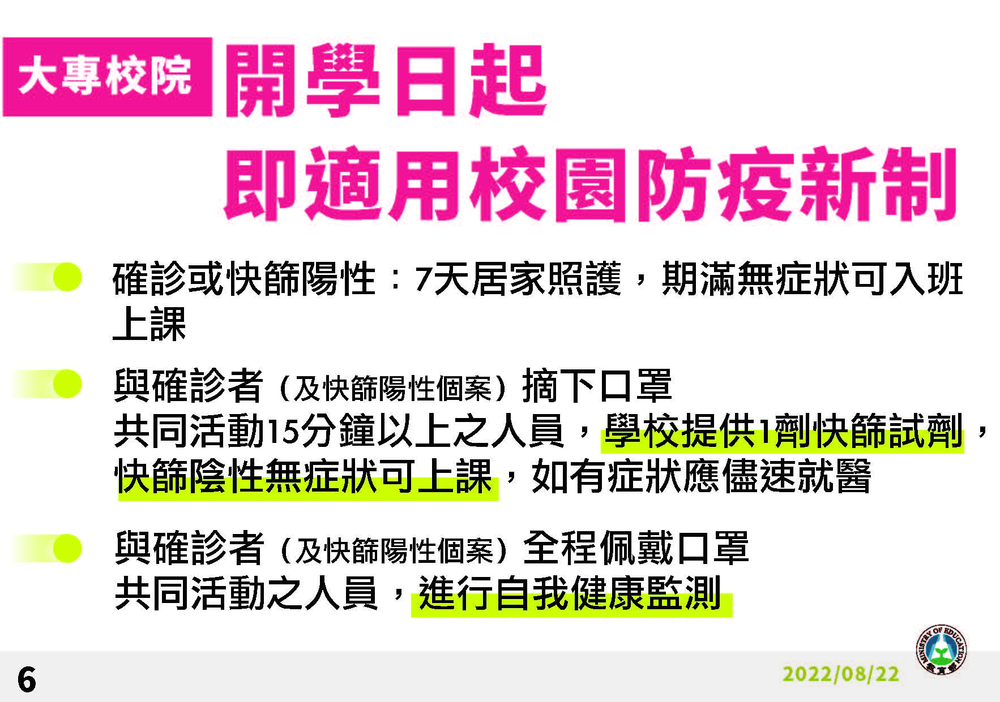 大專校院 開學日起
即適用校園防疫新制
確診或快篩陽性：7天居家照護，期滿無症狀可入班
上課
與確診者（及快篩陽性個案）摘下口罩
共同活動15分鐘以上之人員，學校提供1劑快篩試劑，
快篩陰性無症狀可上課，如有症狀應儘速就醫
與確診者（及快篩陽性個案）全程佩戴口罩
共同活動之人員，進行自我健康監測
MINISTRY OF EDUCATION
教育部
6
2022/08/22